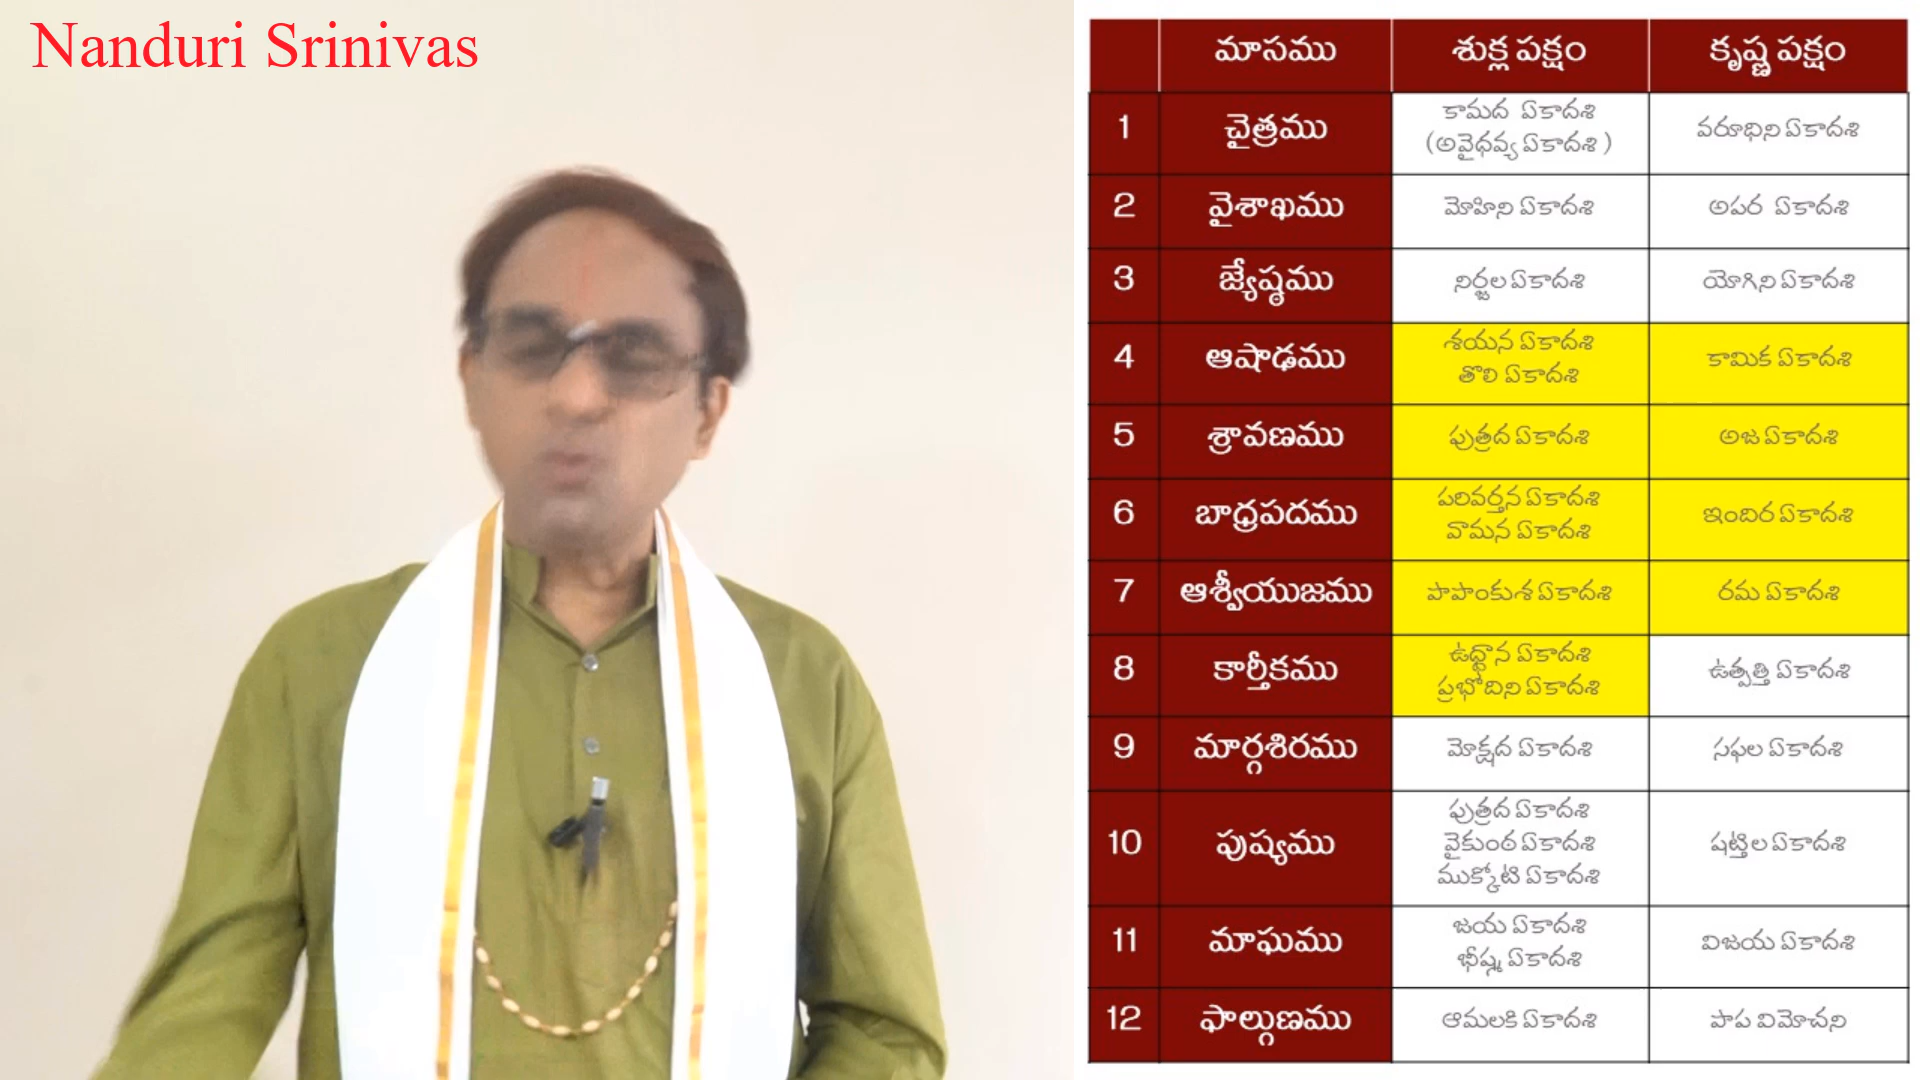 Nanduri Srinivas
మాసము శుక్ల పక్షం కృష్ణ పక్షం
1 చైత్రము కామద ఏకాదశి
(అవైధవ్య ఏకాదశి) వరూధిని ఏకాదశి
2 వైశాఖము మోహిని ఏకాదశి అపర ఏకాదశి
3 జ్యేష్ఠము నిర్జల ఏకాదశి యోగిని ఏకాదశి
4 ఆషాఢము శయన ఏకాదశి
తొలి ఏకాదశి కామిక ఏకాదశి
5 శ్రావణము పుత్రద ఏకాదశి అజ ఏకాదశి
6 బాధ్రపదము పరివర్తన ఏకాదశి
వామన ఏకాదశి ఇందిర ఏకాదశి
7 ఆశ్వీయుజము పాపాంకుశ ఏకాదశి రమ ఏకాదశి
8 కార్తీకము ఉద్థాన ఏకాదశి
ప్రభోదిని ఏకాదశి ఉత్పత్తి ఏకాదశి
9 మార్గశిరము మోక్షద ఏకాదశి సఫల ఏకాదశి
10 పుష్యము పుత్రద ఏకాదశి
వైకుంఠ ఏకాదశి
ముక్కోటి ఏకాదశి షట్తిల ఏకాదశి
11 మాఘము జయ ఏకాదశి
భీష్మ ఏకాదశి విజయ ఏకాదశి
12 ఫాల్గుణము ఆమలకి ఏకాదశి పాప విమోచని